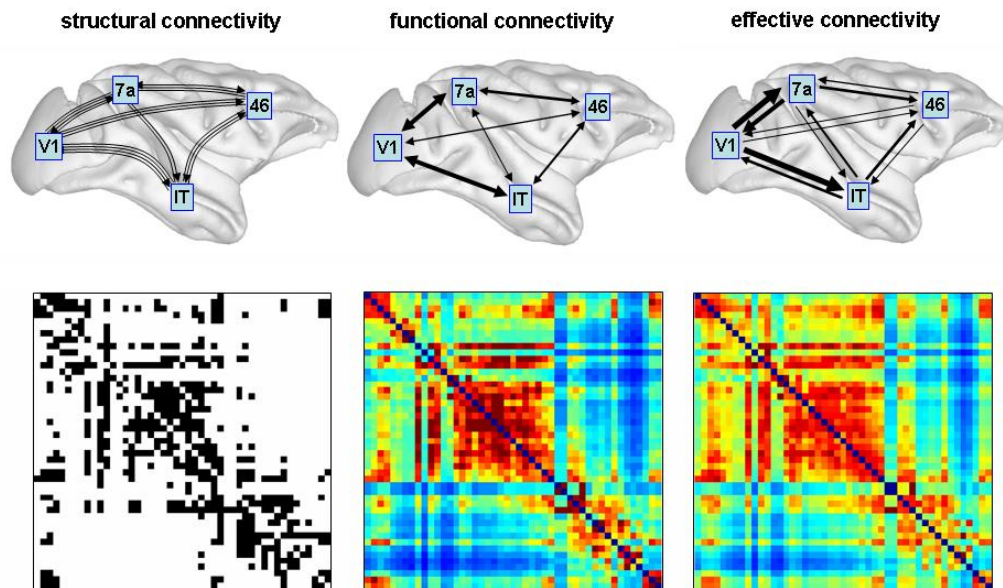 structural connectivity
functional connectivity
effective connectivity
7a
46
V1
IT
7a
46
V1
IT
7a
46
V1
IT